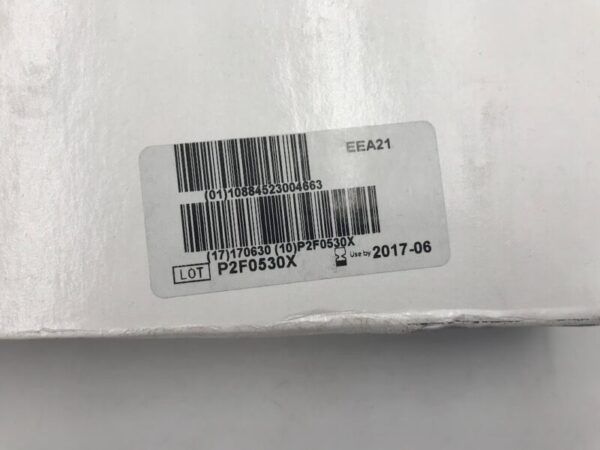 EEA21
(01)10884523004663
(17)170630 (10)P2F0530X
LOT P2F0530X Use by 2017-06